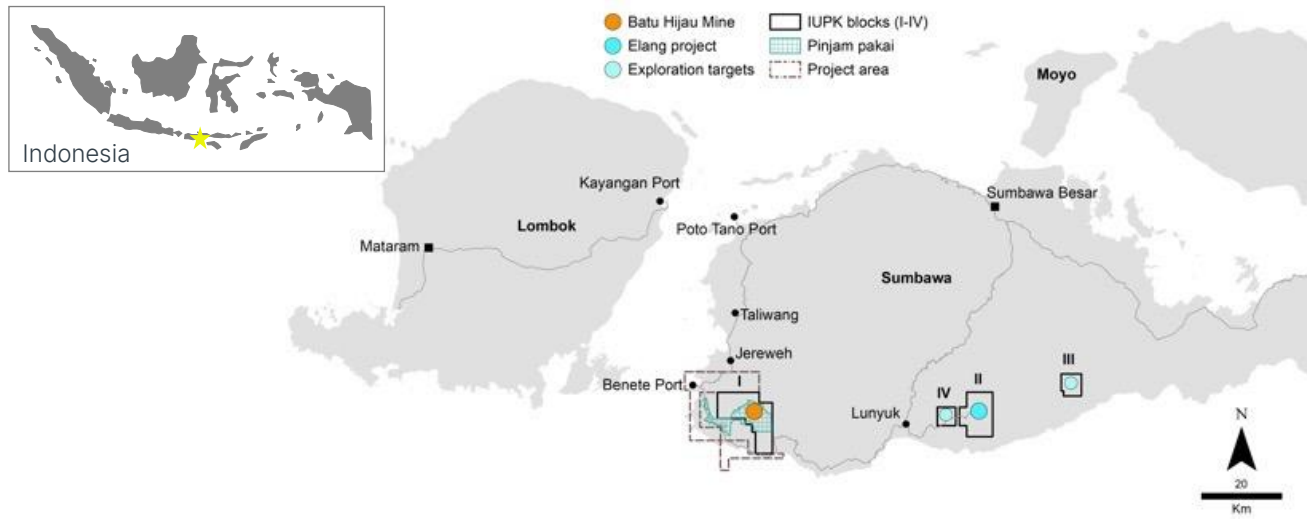 Indonesia
Batu Hijau Mine
Elang project
Exploration targets
IUPK blocks (I-IV)
Pinjam pakai
Project area
Moyo
Kayangan Port
Sumbawa Besar
Lombok
Poto Tano Port
Mataram
Sumbawa
Taliwang
Jereweh
III
Benete Port
I
II
IV
Lunyuk
N
20
Km